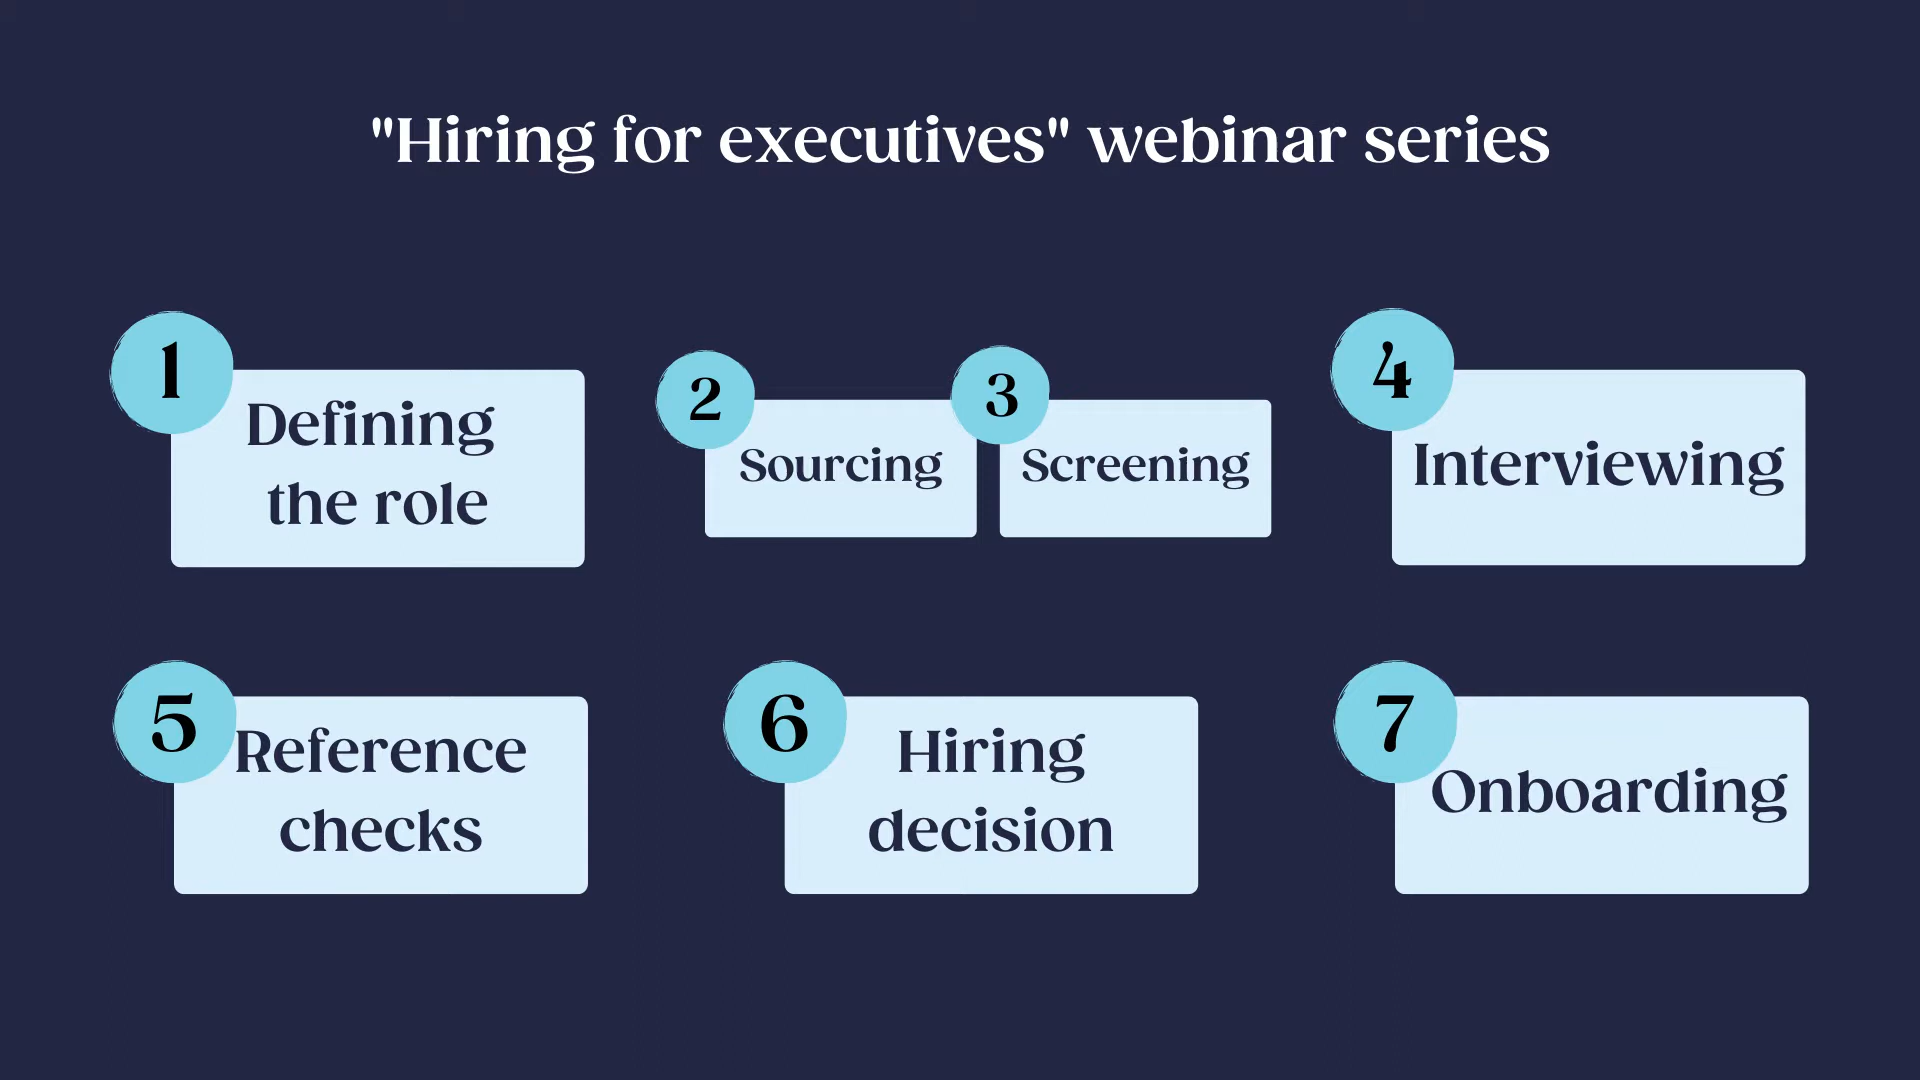 "Hiring for executives" webinar series
1
Defining
the role
2
Sourcing
3
Screening
4
Interviewing
5
Reference
checks
6
Hiring
decision
7
Onboarding